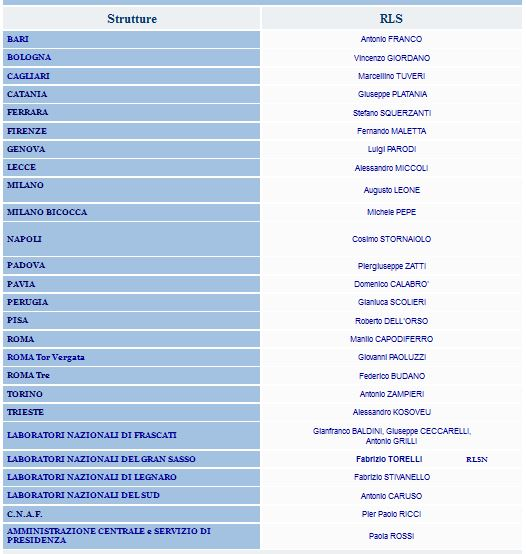 Strutture RLS
BARI Antonio FRANCO
BOLOGNA Vincenzo GIORDANO
CAGLIARI Marcellino TUVERI
CATANIA Giuseppe PLATANIA
FERRARA Stefano SQUERZANTI
FIRENZE Fernando MALETTA
GENOVA Luigi PARODI
LECCE Alessandro MICCOLI
MILANO Augusto LEONE
MILANO BICOCCA Michele PEPE
NAPOLI Cosimo STORNAIOLO
PADOVA Piergiuseppe ZATTI
PAVIA Domenico CALABRO'
PERUGIA Gianluca SCOLIERI
PISA Roberto DELL'ORSO
ROMA Manlio CAPODIFERRO
ROMA Tor Vergata Giovanni PAOLUZZI
ROMA Tre Federico BUDANO
TORINO Antonio ZAMPIERI
TRIESTE Alessandro KOSOVEU
LABORATORI NAZIONALI DI FRASCATI Gianfranco BALDINI, Giuseppe CECCARELLI,
Antonio GRILLI
LABORATORI NAZIONALI DEL GRAN SASSO Fabrizio TORELLI RLSN
LABORATORI NAZIONALI DI LEGNARO Fabrizio STIVANELLO
LABORATORI NAZIONALI DEL SUD Antonio CARUSO
C.N.A.F. Pier Paolo RICCI
AMMINISTRAZIONE CENTRALE e SERVIZIO DI
PRESIDENZA Paola ROSSI